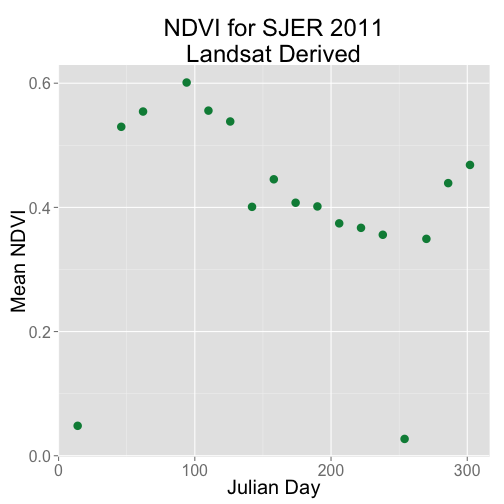 NDVI for SJER 2011
Landsat Derived
Mean NDVI
0.6
0.4
0.2
0.0
0 100 200 300
Julian Day